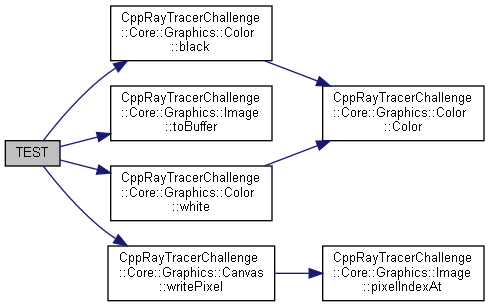 TEST
CppRayTracerChallenge
::Core::Graphics::Color
::black
CppRayTracerChallenge
::Core::Graphics::Image
::toBuffer
CppRayTracerChallenge
::Core::Graphics::Color
::white
CppRayTracerChallenge
::Core::Graphics::Canvas
::writePixel
CppRayTracerChallenge
::Core::Graphics::Color
::Color
CppRayTracerChallenge
::Core::Graphics::Image
::pixelIndexAt